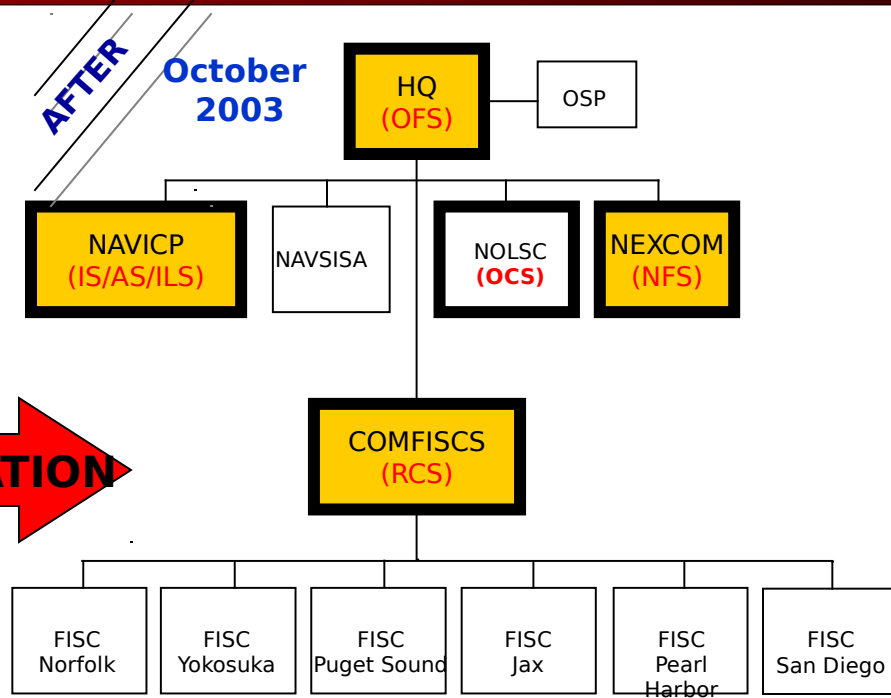 AFTER
October
2003
HQ
(OFS)
OSP
NAVICP
(IS/AS/ILS)
NAVSISA
NOLSC
(OCS)
NEXCOM
(NFS)
COMFISCS
(RCS)
ATION
FISC
Norfolk
FISC
Yokosuka
FISC
Puget Sound
FISC
Jax
FISC
Pearl
Harbor
FISC
San Diego